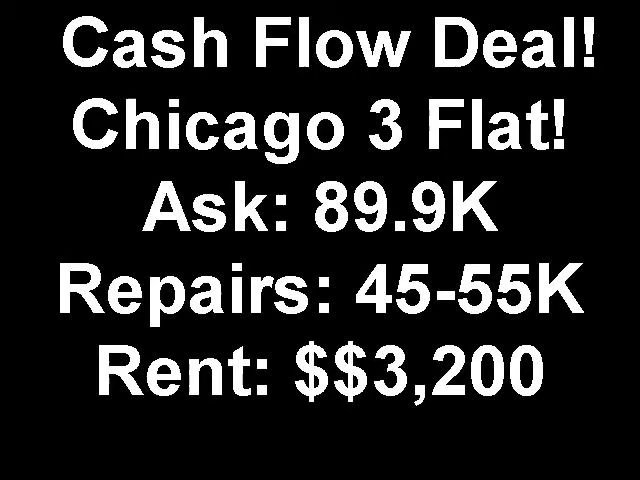 Cash Flow Deal!
Chicago 3 Flat!
Ask: 89.9K
Repairs: 45-55K
Rent: $$3,200